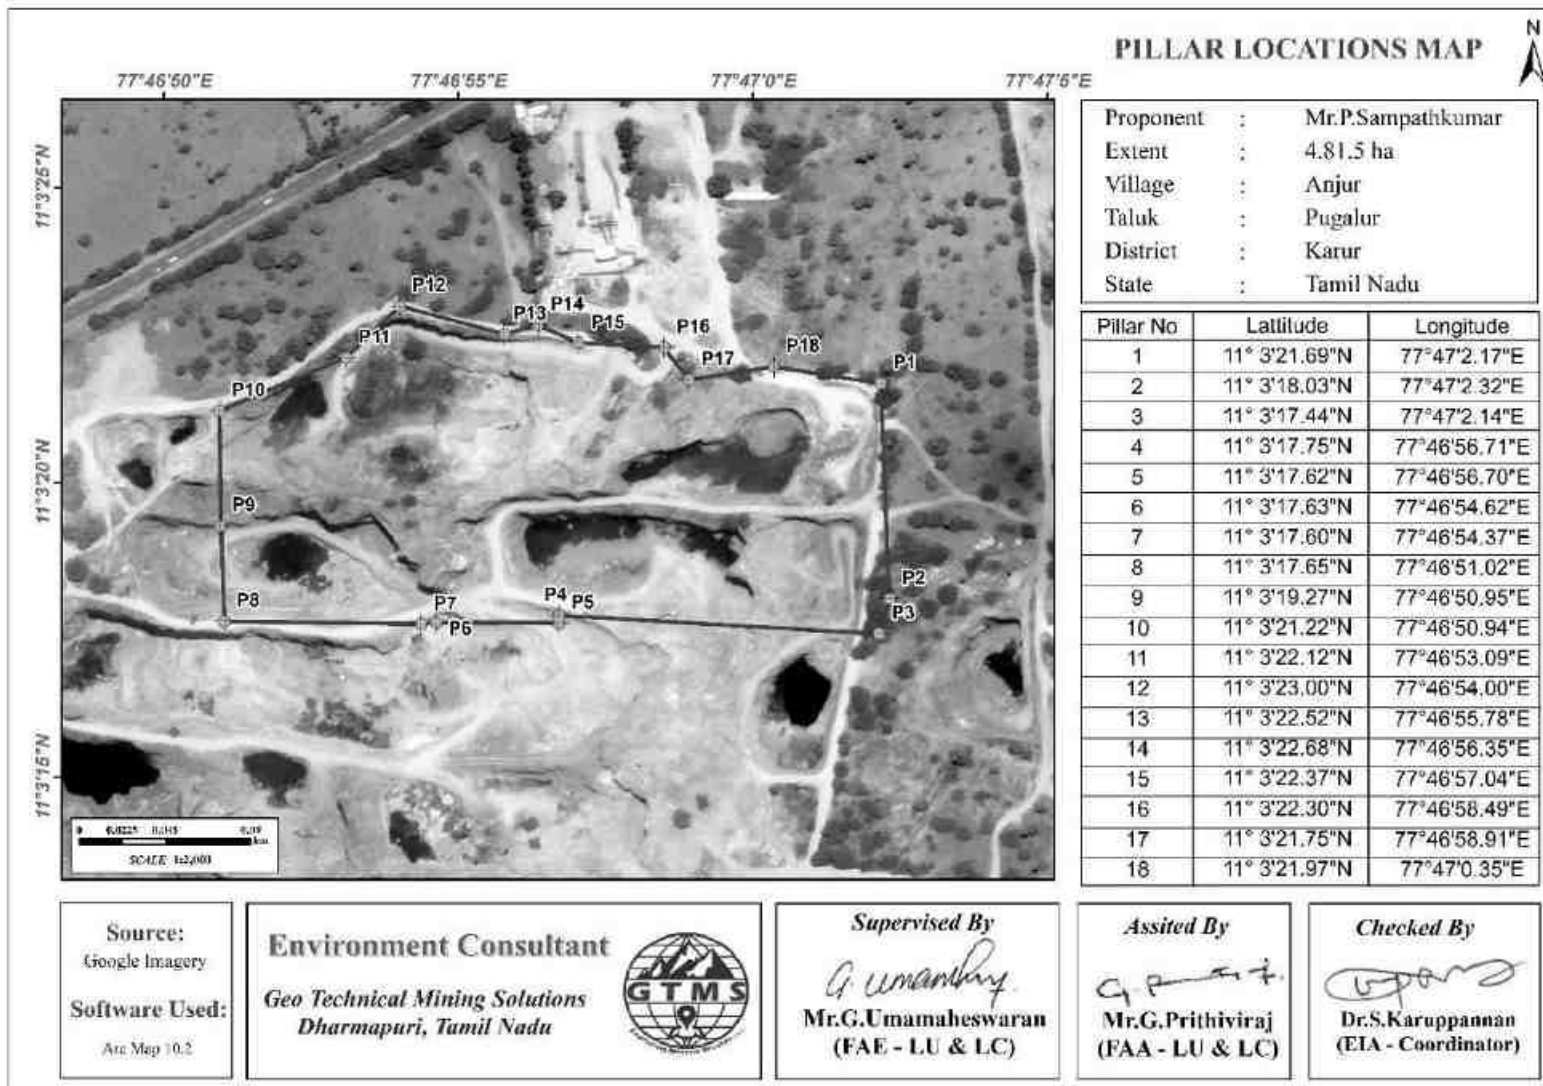 PILLAR LOCATIONS MAP
N
77°46'50"E 77°46'55"E 77°47'0"E 77°47'5"E
11°3'25"N
11°3'20"N
11°3'15"N
P12
P13
P14
P15
P11
P16
P17
P18
P1
P10
P9
P8
P7
P6
P4
P5
P2
P3
SCALE 1:2,000
Proponent : Mr.P.Sampathkumar
Extent : 4.81.5 ha
Village : Anjur
Taluk : Pugalur
District : Karur
State : Tamil Nadu
Pillar No Lattilude Longitude
1 11° 3'21.69"N 77°47'2.17"E
2 11° 3'18.03"N 77°47'2.32"E
3 11° 3'17.44"N 77°47'2.14"E
4 11° 3'17.75"N 77°46'56.71"E
5 11° 3'17.62"N 77°46'56.70"E
6 11° 3'17.63"N 77°46'54.62"E
7 11° 3'17.60"N 77°46'54.37"E
8 11° 3'17.65"N 77°46'51.02"E
9 11° 3'19.27"N 77°46'50.95"E
10 11° 3'21.22"N 77°46'50.94"E
11 11° 3'22.12"N 77°46'53.09"E
12 11° 3'23.00"N 77°46'54.00"E
13 11° 3'22.52"N 77°46'55.78"E
14 11° 3'22.68"N 77°46'56.35"E
15 11° 3'22.37"N 77°46'57.04"E
16 11° 3'22.30"N 77°46'58.49"E
17 11° 3'21.75"N 77°46'58.91"E
18 11° 3'21.97"N 77°47'0.35"E
Source:
Google Imagery
Software Used:
Arc Map 10.2
Environment Consultant
Geo Technical Mining Solutions
Dharmapuri, Tamil Nadu
GTMS
Supervised By
Mr.G.Umamaheswaran
(FAE - LU & LC)
Assited By
Mr.G.Prithiviraj
(FAA - LU & LC)
Checked By
Dr.S.Karuppannan
(EIA - Coordinator)